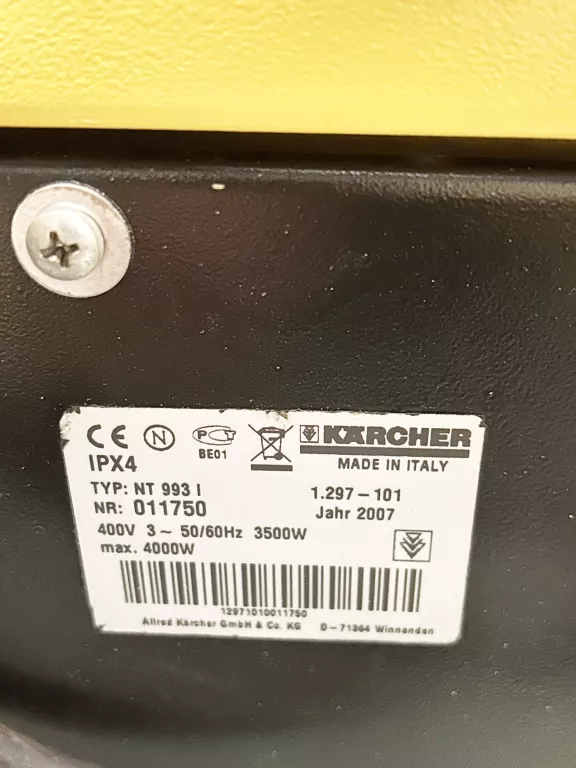 CE N PCT BE01 KÄRCHER
IPX4 MADE IN ITALY
TYP: NT 993 I 1.297-101
NR: 011750 Jahr 2007
400V 3~ 50/60Hz 3500W
max. 4000W
12971010011750
Alfred Kärcher GmbH & Co. KG D-71364 Winnenden